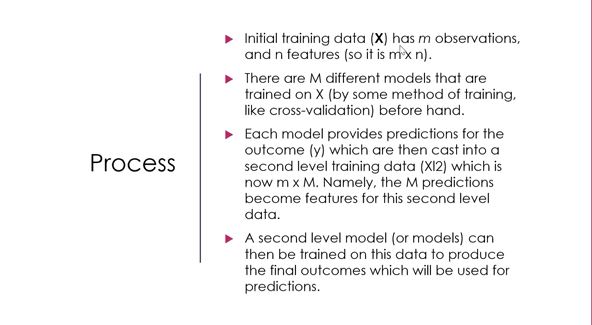 Process
Initial training data (X) has m observations,
and n features (so it is m x n).
There are M different models that are
trained on X (by some method of training,
like cross-validation) before hand.
Each model provides predictions for the
outcome (y) which are then cast into a
second level training data (Xl2) which is
now m x M. Namely, the M predictions
become features for this second level
data.
A second level model (or models) can
then be trained on this data to produce
the final outcomes which will be used for
predictions.